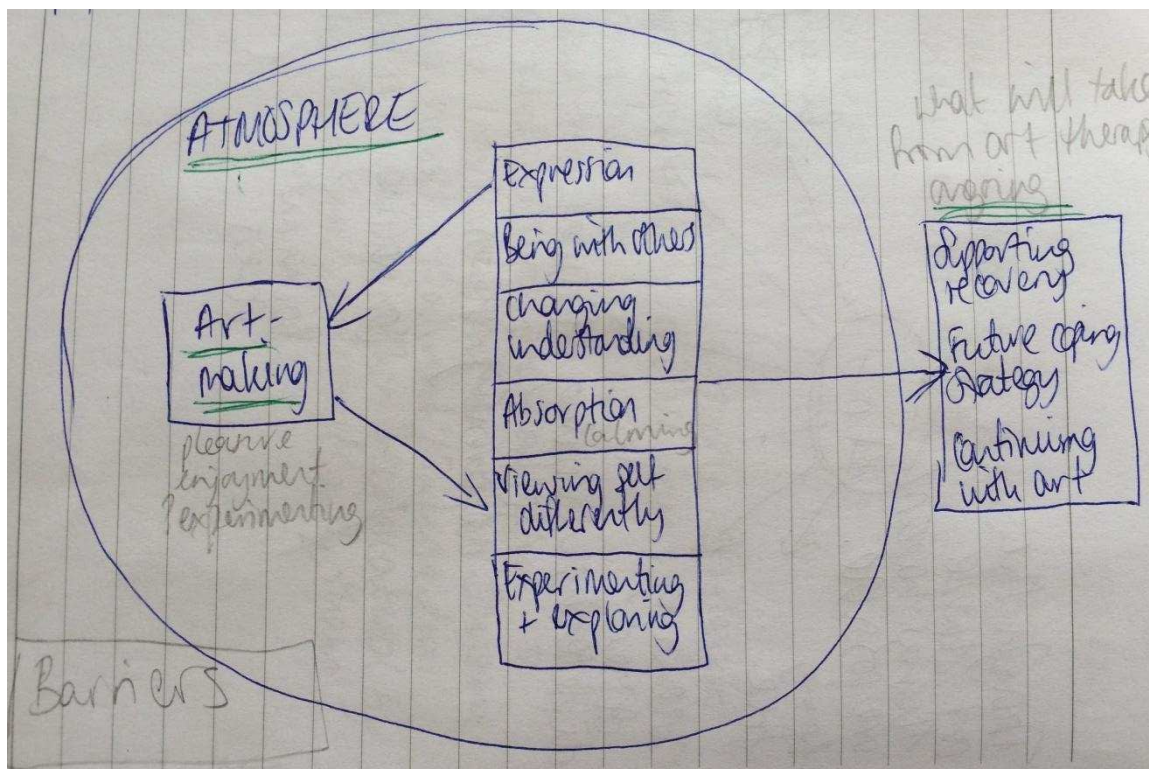 ATMOSPHERE
Art-
making
pleasure
enjoyment
? experimenting
Expression
Being with others
Changing
understanding
Absorption
calming
Viewing self
differently
Experimenting
+ exploring
what will take
from art therapy
ongoing
Supporting
recovery
Future coping
strategy
Continuing
with art
Barriers